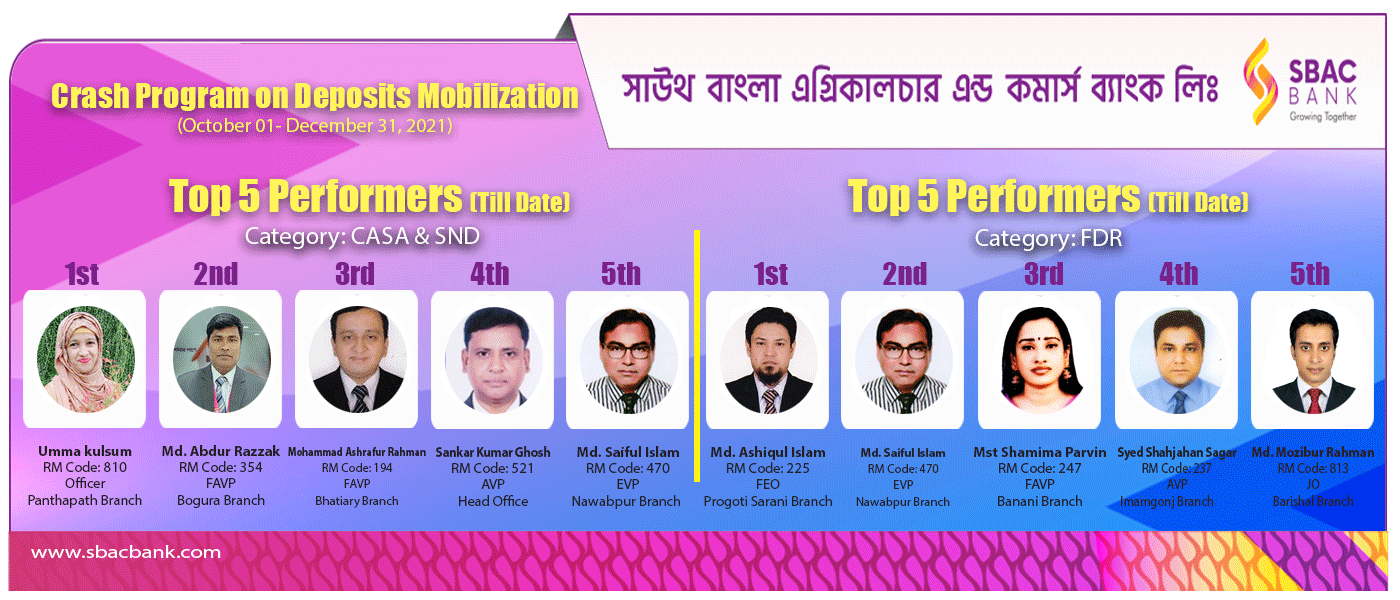 Crash Program on Deposits Mobilization
(October 01- December 31, 2021)
সাউথ বাংলা এগ্রিকালচার এন্ড কমার্স ব্যাংক লিঃ
SBAC
BANK
Growing Together
Top 5 Performers (Till Date)
Category: CASA & SND
1st
2nd
3rd
4th
5th
Umma kulsum
RM Code: 810
Officer
Panthapath Branch
Md. Abdur Razzak
RM Code: 354
FAVP
Bogura Branch
Mohammad Ashrafur Rahman
RM Code: 194
FAVP
Bhatiary Branch
Sankar Kumar Ghosh
RM Code: 521
AVP
Head Office
Md. Saiful Islam
RM Code: 470
EVP
Nawabpur Branch
Top 5 Performers (Till Date)
Category: FDR
1st
2nd
3rd
4th
5th
Md. Ashiqul Islam
RM Code: 225
FEO
Progoti Sarani Branch
Md. Saiful Islam
RM Code: 470
EVP
Nawabpur Branch
Mst Shamima Parvin
RM Code: 247
FAVP
Banani Branch
Syed Shahjahan Sagar
RM Code: 237
AVP
Imamgonj Branch
Md. Mozibur Rahman
RM Code: 813
JO
Barishal Branch
www.sbacbank.com